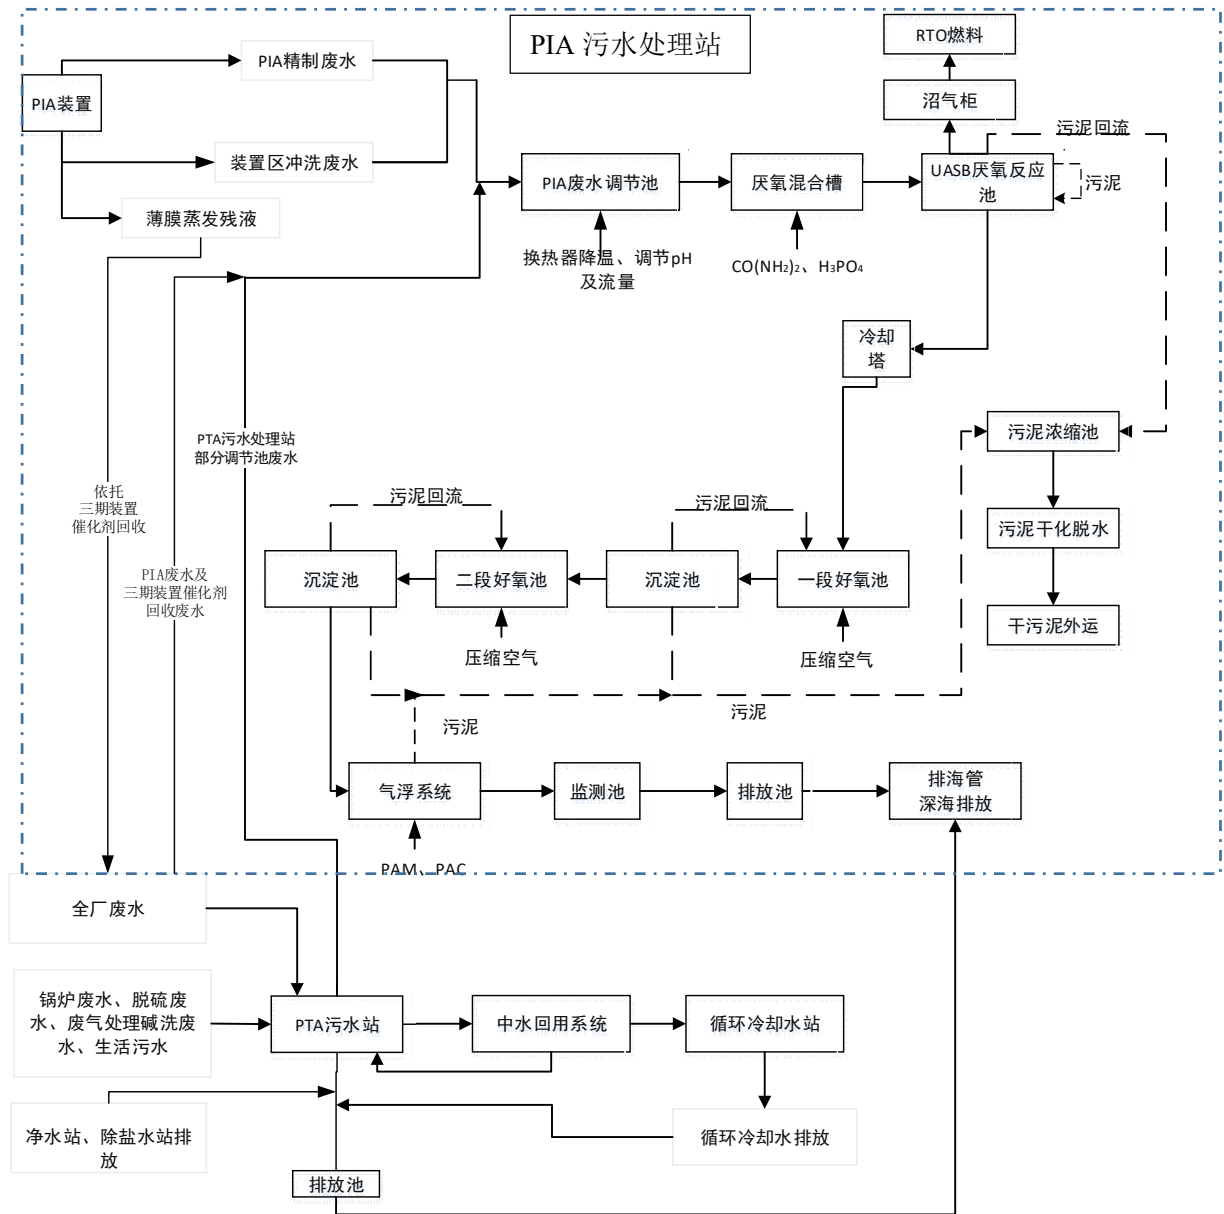 PIA 污水处理站
RTO燃料
PIA精制废水
PIA装置
沼气柜
污泥回流
装置区冲洗废水
PIA废水调节池
厌氧混合槽
UASB厌氧反应
池
污泥
薄膜蒸发残液
换热器降温、调节pH
及流量
CO(NH₂)₂、H₃PO₄
冷却
塔
PTA污水处理站
部分调节池废水
污泥浓缩池
依托
三期装置
催化剂回收
污泥回流
污泥回流
污泥干化脱水
PIA废水及
三期装置催化剂
回收废水
沉淀池
二段好氧池
沉淀池
一段好氧池
干污泥外运
压缩空气
压缩空气
污泥
污泥
气浮系统
监测池
排放池
排海管
深海排放
PAM、PAC
全厂废水
锅炉废水、脱硫废
水、废气处理碱洗废
水、生活污水
PTA污水站
中水回用系统
循环冷却水站
净水站、除盐水站排
放
循环冷却水排放
排放池